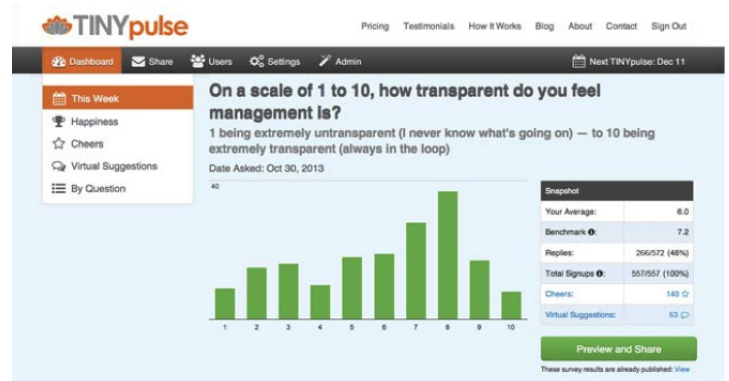 TINYpulse
Pricing Testimonials How It Works Blog About Contact Sign Out
Dashboard Share Users Settings Admin Next TINYpulse: Dec 11
This Week
Happiness
Cheers
Virtual Suggestions
By Question
On a scale of 1 to 10, how transparent do you feel
management is?
1 being extremely untransparent (I never know what's going on) — to 10 being
extremely transparent (always in the loop)
Date Asked: Oct 30, 2013
40
1 2 3 4 5 6 7 8 9 10
Snapshot
Your Average: 6.0
Benchmark : 7.2
Replies: 266/572 (46%)
Total Signups : 557/557 (100%)
Cheers: 140
Virtual Suggestions: 63
Preview and Share
These survey results are already published: View